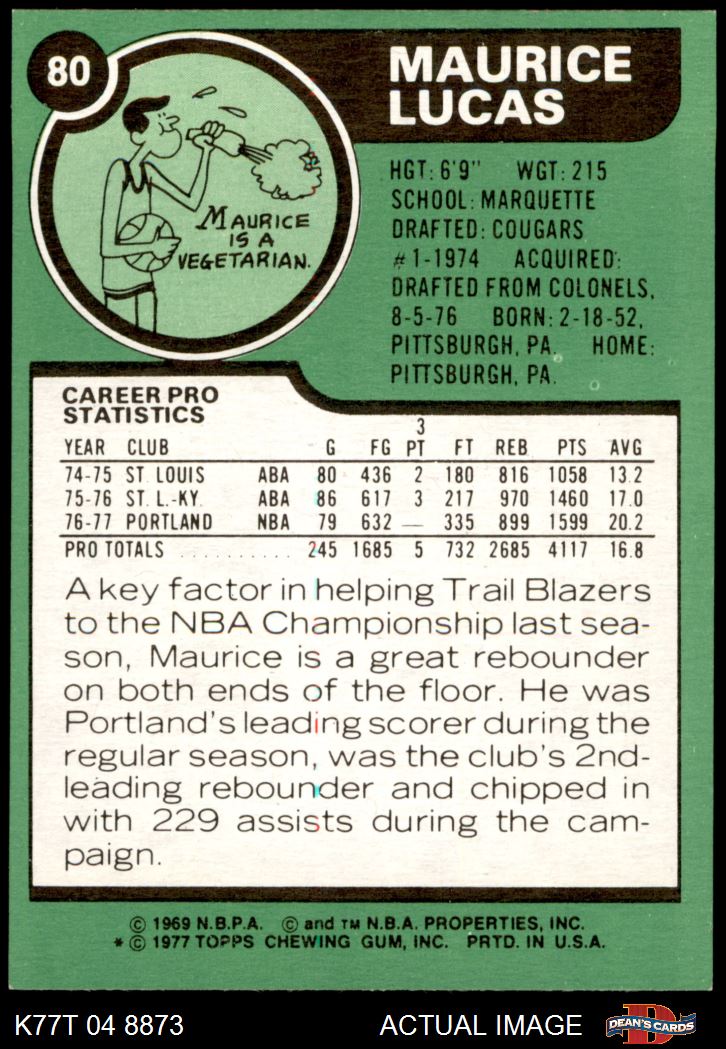 80
MAURICE
LUCAS
MAURICE
IS A
VEGETARIAN.
HGT: 6'9" WGT: 215
SCHOOL: MARQUETTE
DRAFTED: COUGARS
#1-1974 ACQUIRED:
DRAFTED FROM COLONELS,
8-5-76 BORN: 2-18-52,
PITTSBURGH, PA. HOME:
PITTSBURGH, PA.
CAREER PRO
STATISTICS
YEAR CLUB G FG 3 PT FT REB PTS AVG
74-75 ST. LOUIS ABA 80 436 2 180 816 1058 13.2
75-76 ST. L.-KY. ABA 86 617 3 217 970 1460 17.0
76-77 PORTLAND NBA 79 632 — 335 899 1599 20.2
PRO TOTALS .......... 245 1685 5 732 2685 4117 16.8
A key factor in helping Trail Blazers
to the NBA Championship last sea-
son, Maurice is a great rebounder
on both ends of the floor. He was
Portland's leading scorer during the
regular season, was the club's 2nd-
leading rebounder and chipped in
with 229 assists during the cam-
paign.
© 1969 N.B.P.A. © and TM N.B.A. PROPERTIES, INC.
* © 1977 TOPPS CHEWING GUM, INC. PRTD. IN U.S.A.
K77T 04 8873 ACTUAL IMAGE
D
DEAN'S CARDS